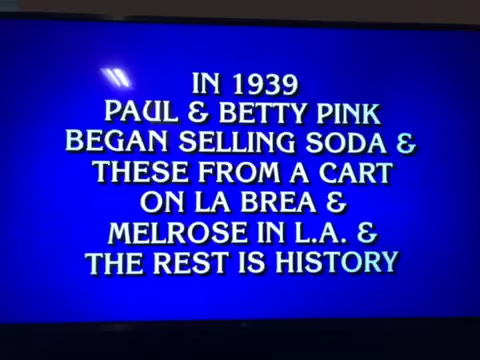 IN 1939
PAUL & BETTY PINK
BEGAN SELLING SODA &
THESE FROM A CART
ON LA BREA &
MELROSE IN L.A. &
THE REST IS HISTORY